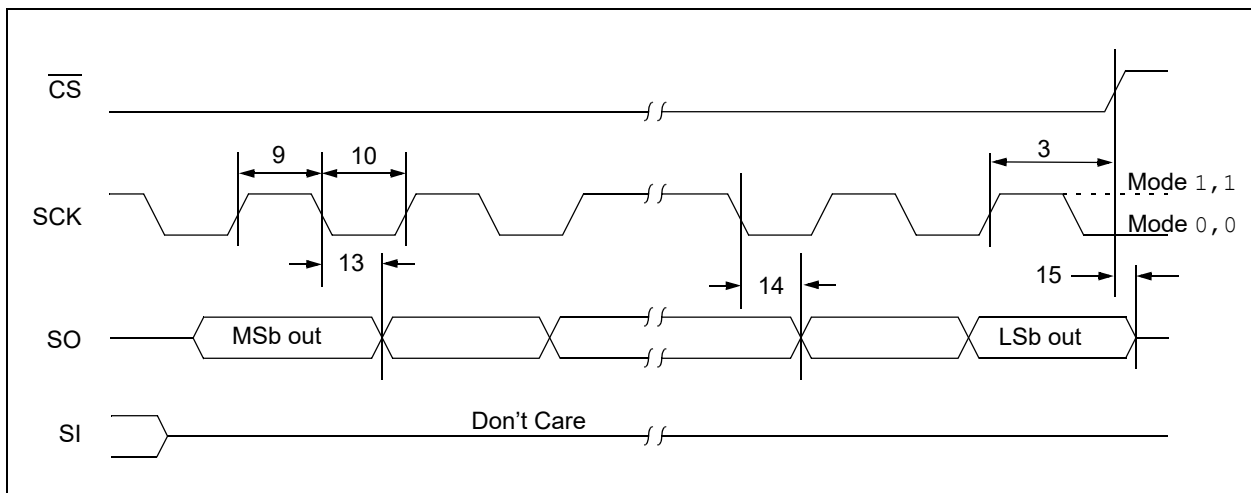 CS
9
10
3
Mode 1,1
SCK
Mode 0,0
13
14
15
SO
MSb out
LSb out
Don't Care
SI